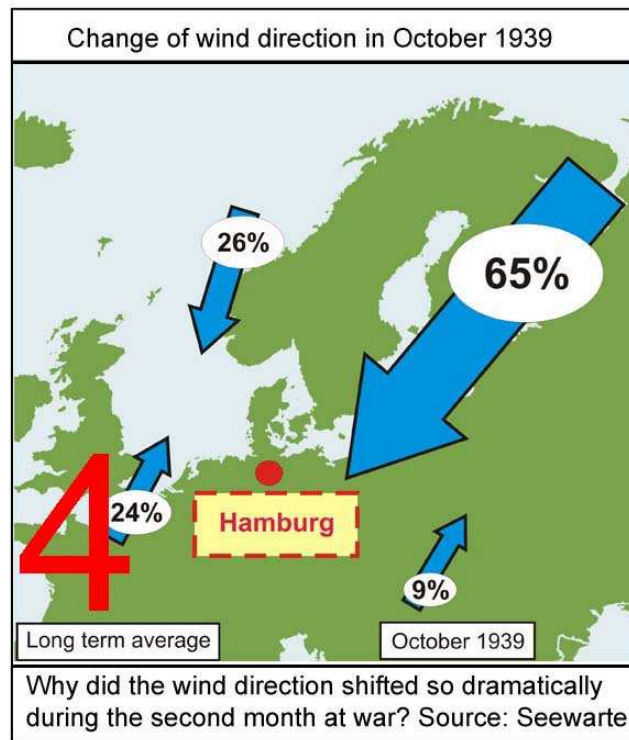 Change of wind direction in October 1939
26%
65%
4
24%
Hamburg
9%
Long term average
October 1939
Why did the wind direction shifted so dramatically
during the second month at war? Source: Seewarte